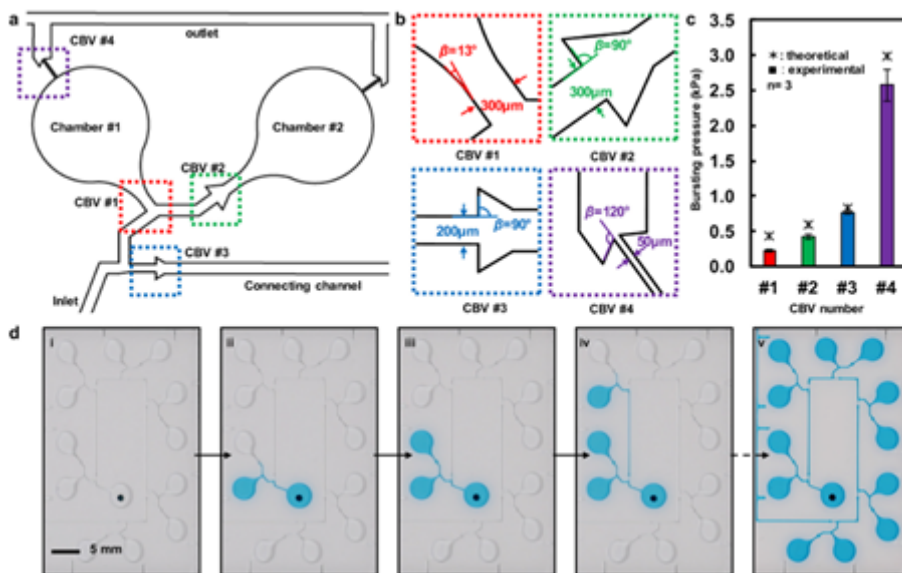 a
CBV #4
outlet
Chamber #1
Chamber #2
CBV #2
CBV #1
CBV #3
Inlet
Connecting channel
b
β=13°
300µm
CBV #1
β=90°
300µm
CBV #2
200µm
β=90°
CBV #3
β=120°
50µm
CBV #4
c
Bursting pressure (kPa)
3.5
3.0
2.5
2.0
1.5
1.0
0.5
0.0
: theoretical
: experimental
n= 3
#1 #2 #3 #4
CBV number
d
i
ii
iii
iv
v
5 mm